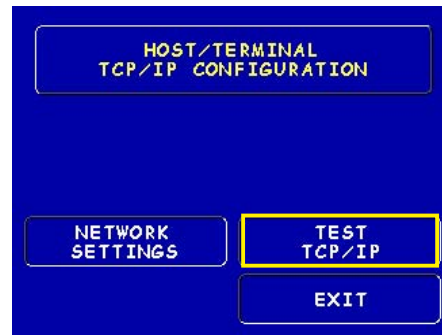 HOST/TERMINAL
TCP/IP CONFIGURATION
NETWORK
SETTINGS
TEST
TCP/IP
EXIT